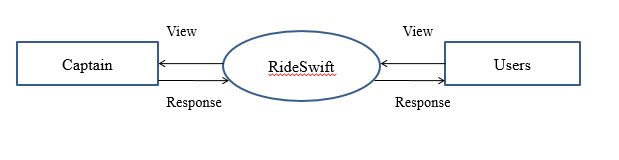 View
View
Captain
RideSwift
Users
Response
Response